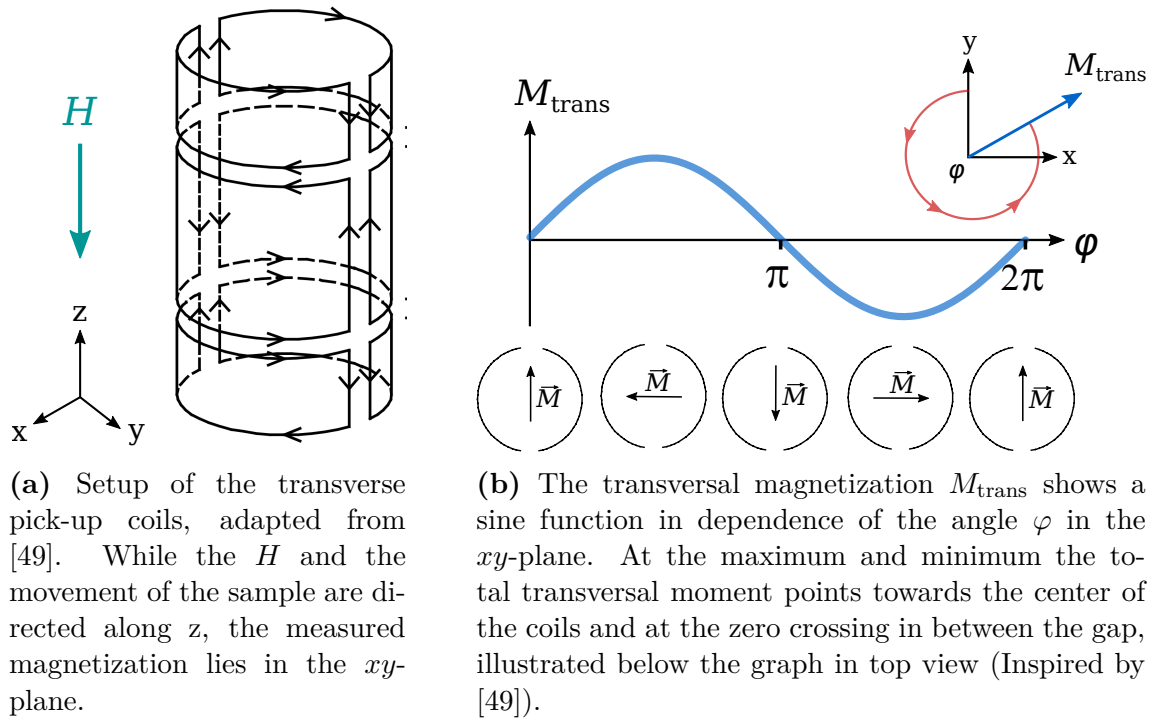 H
z
x
y
M_trans
y
M_trans
φ
x
φ
π
2π
M⃗
M⃗
M⃗
M⃗
M⃗
(a) Setup of the transverse
pick-up coils, adapted from
[49]. While the H and the
movement of the sample are di-
rected along z, the measured
magnetization lies in the xy-
plane.
(b) The transversal magnetization M_trans shows a
sine function in dependence of the angle φ in the
xy-plane. At the maximum and minimum the to-
tal transversal moment points towards the center of
the coils and at the zero crossing in between the gap,
illustrated below the graph in top view (Inspired by
[49]).